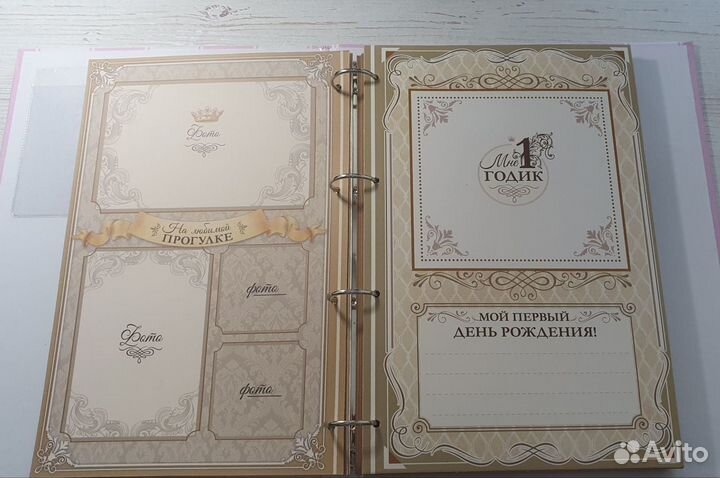 Фото
На любимой
ПРОГУЛКЕ
Фото
фото
фото
Мне 1
ГОДИК
МОЙ ПЕРВЫЙ
ДЕНЬ РОЖДЕНИЯ!
Avito